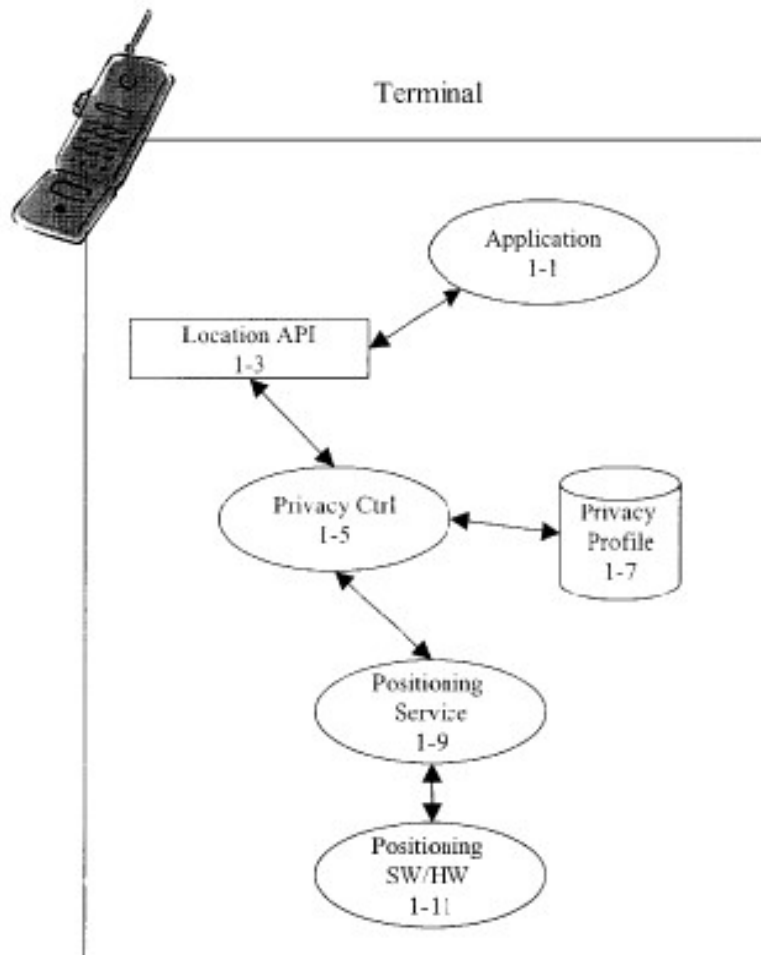 Terminal
Application
1-1
Location API
1-3
Privacy Ctrl
1-5
Privacy
Profile
1-7
Positioning
Service
1-9
Positioning
SW/HW
1-11